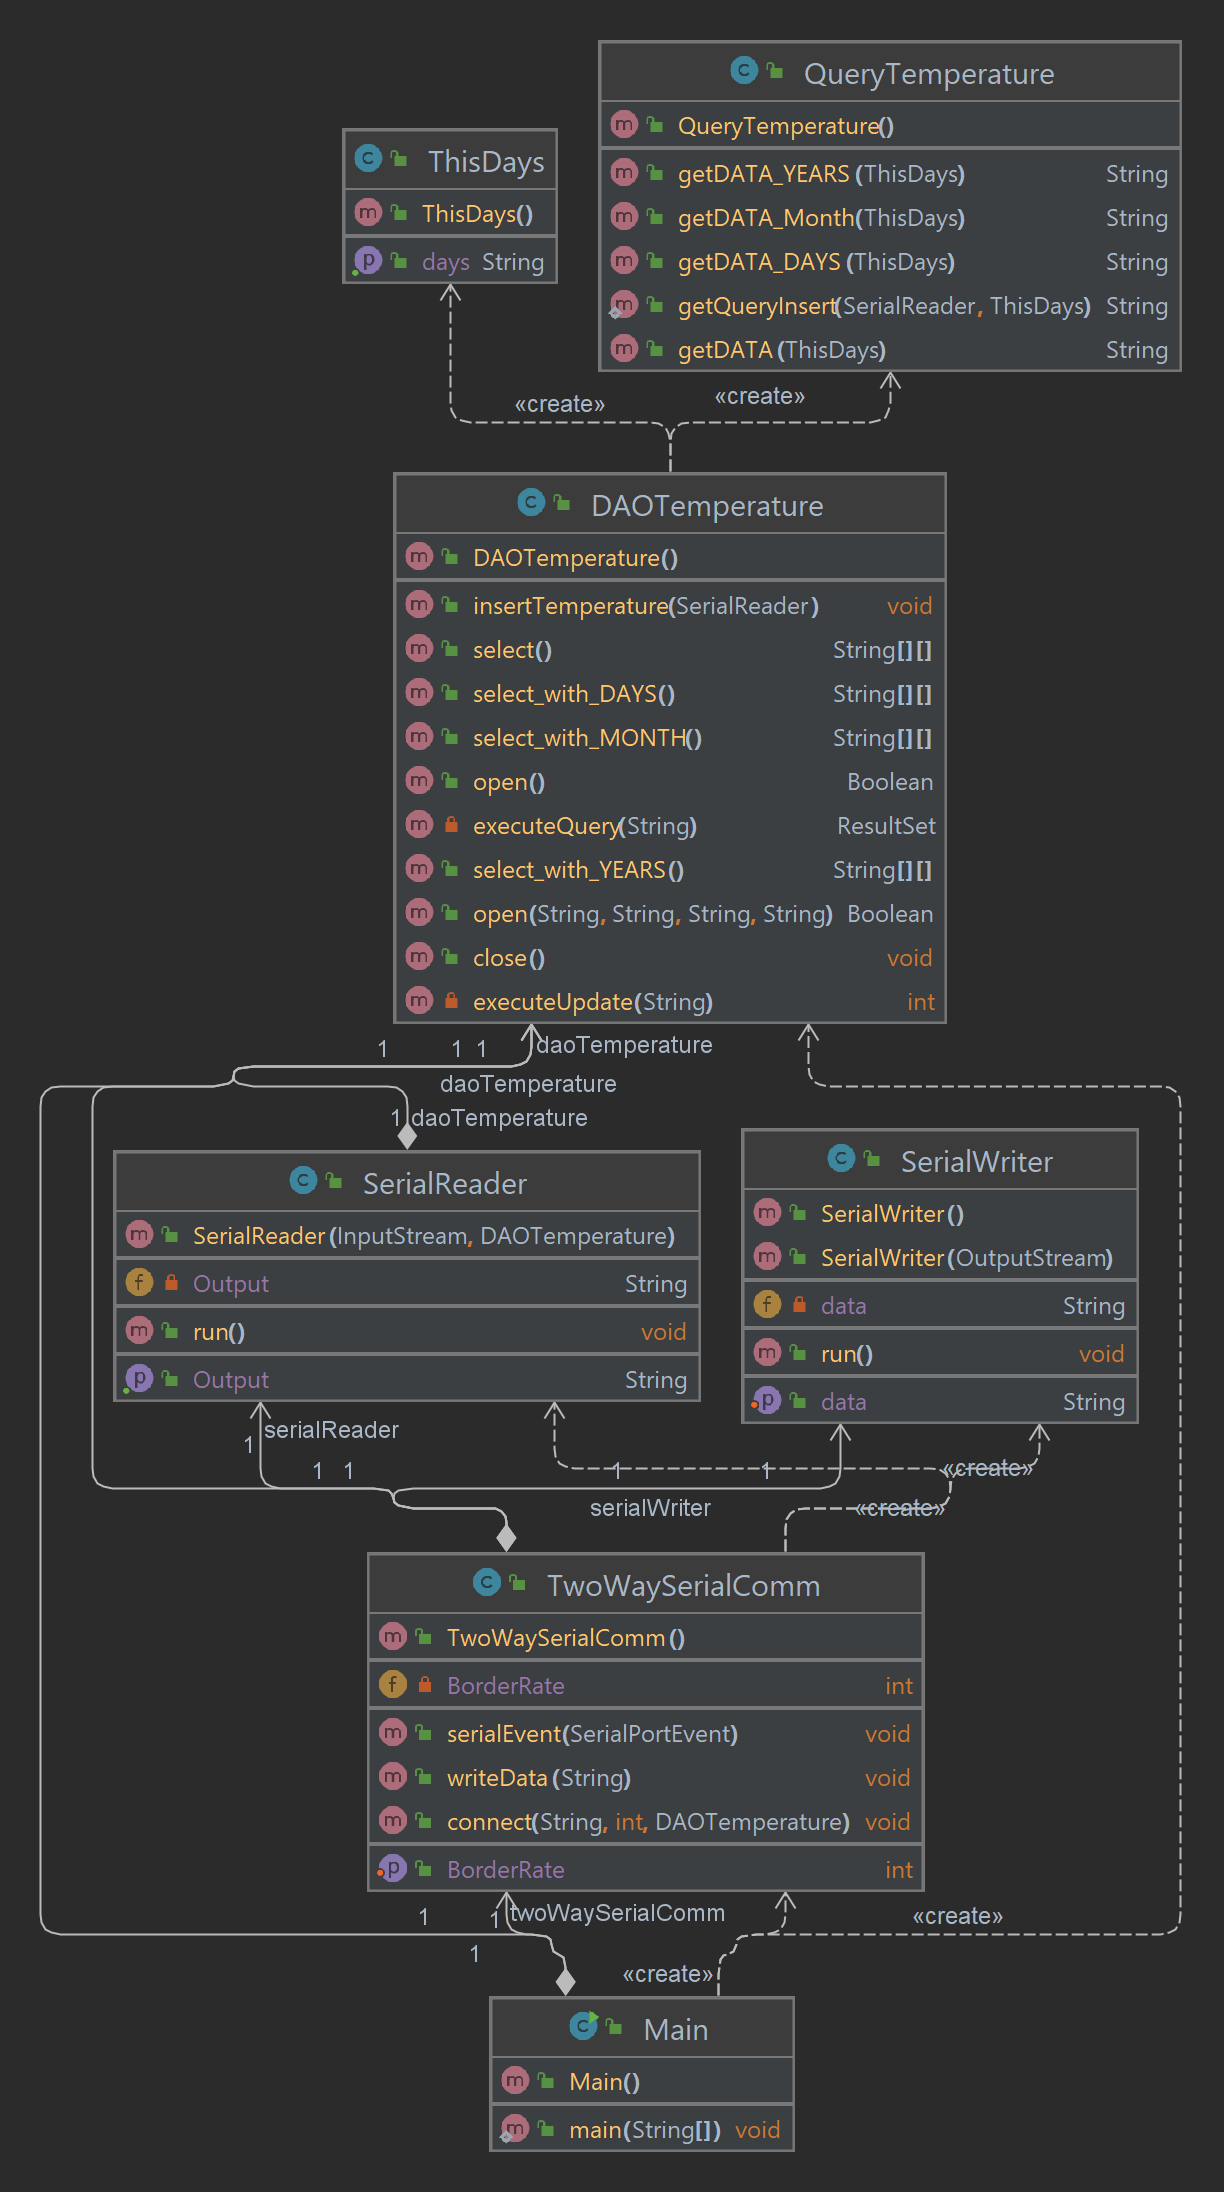 QueryTemperature
QueryTemperature()
getDATA_YEARS(ThisDays) String
getDATA_Month(ThisDays) String
getDATA_DAYS(ThisDays) String
getQueryInsert(SerialReader, ThisDays) String
getDATA(ThisDays) String
ThisDays
ThisDays()
days String
«create»
«create»
DAOTemperature
DAOTemperature()
insertTemperature(SerialReader) void
select() String[][]
select_with_DAYS() String[][]
select_with_MONTH() String[][]
open() Boolean
executeQuery(String) ResultSet
select_with_YEARS() String[][]
open(String, String, String, String) Boolean
close() void
executeUpdate(String) int
1 1 1 daoTemperature
daoTemperature
1 daoTemperature
SerialReader
SerialReader(InputStream, DAOTemperature)
Output String
run() void
Output String
SerialWriter
SerialWriter()
SerialWriter(OutputStream)
data String
run() void
data String
1 serialReader
1 1 1 1 «create»
serialWriter «create»
TwoWaySerialComm
TwoWaySerialComm()
BorderRate int
serialEvent(SerialPortEvent) void
writeData(String) void
connect(String, int, DAOTemperature) void
BorderRate int
1 1 twoWaySerialComm «create»
1
«create»
Main
Main()
main(String[]) void